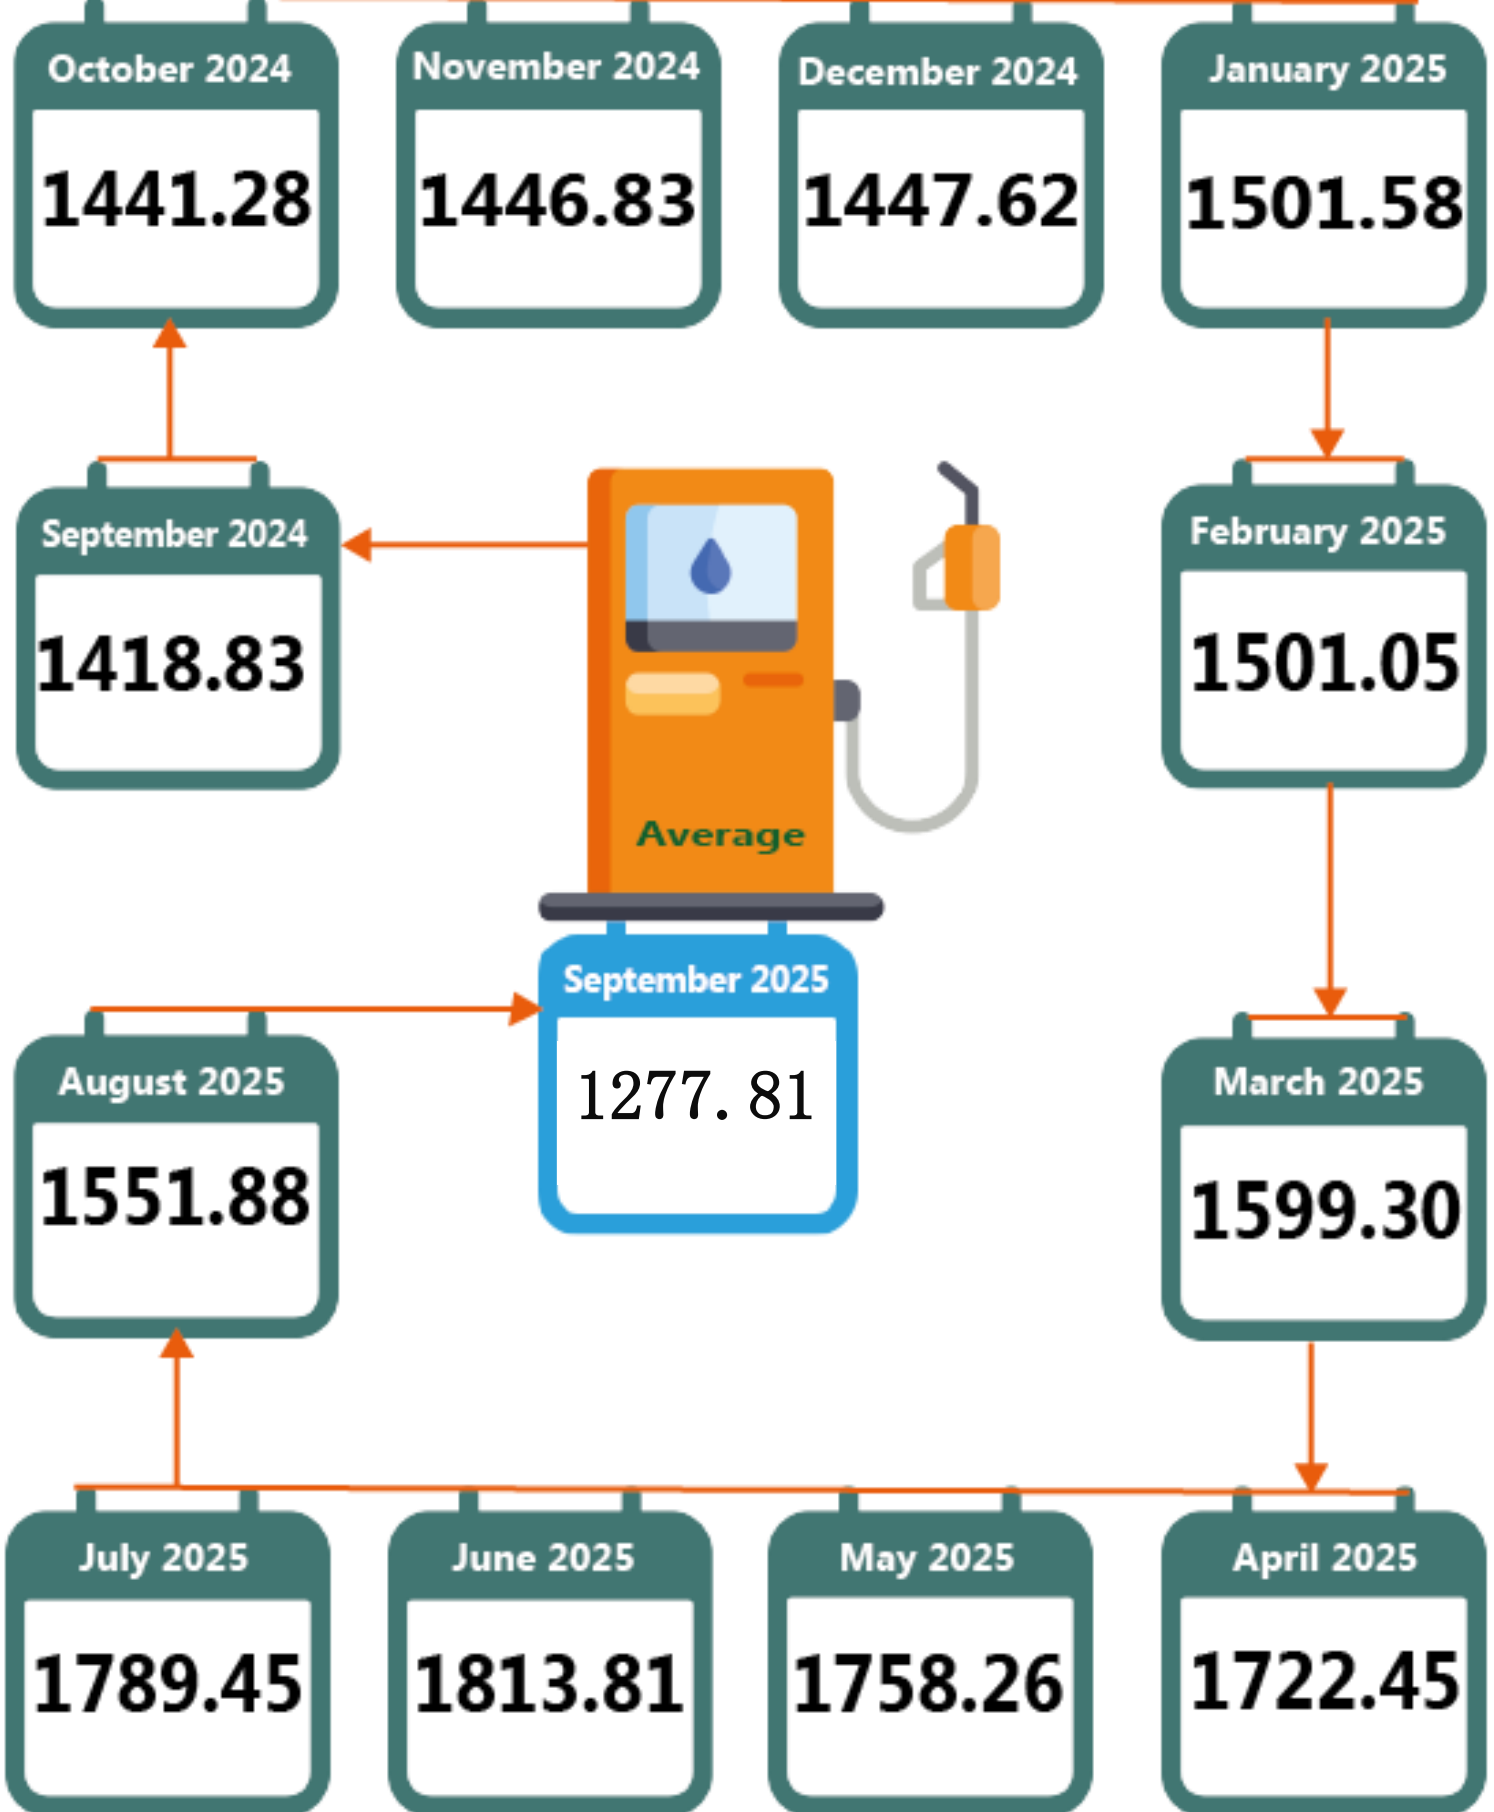 October 2024
1441.28
November 2024
1446.83
December 2024
1447.62
January 2025
1501.58
September 2024
1418.83
Average
February 2025
1501.05
August 2025
1551.88
September 2025
1277.81
March 2025
1599.30
July 2025
1789.45
June 2025
1813.81
May 2025
1758.26
April 2025
1722.45